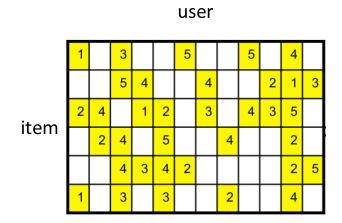 user
1 3 5 5 4
5 4 4 2 1 3
2 4 1 2 3 4 3 5
item
2 4 5 4 2
4 3 4 2 2 5
1 3 3 2 4